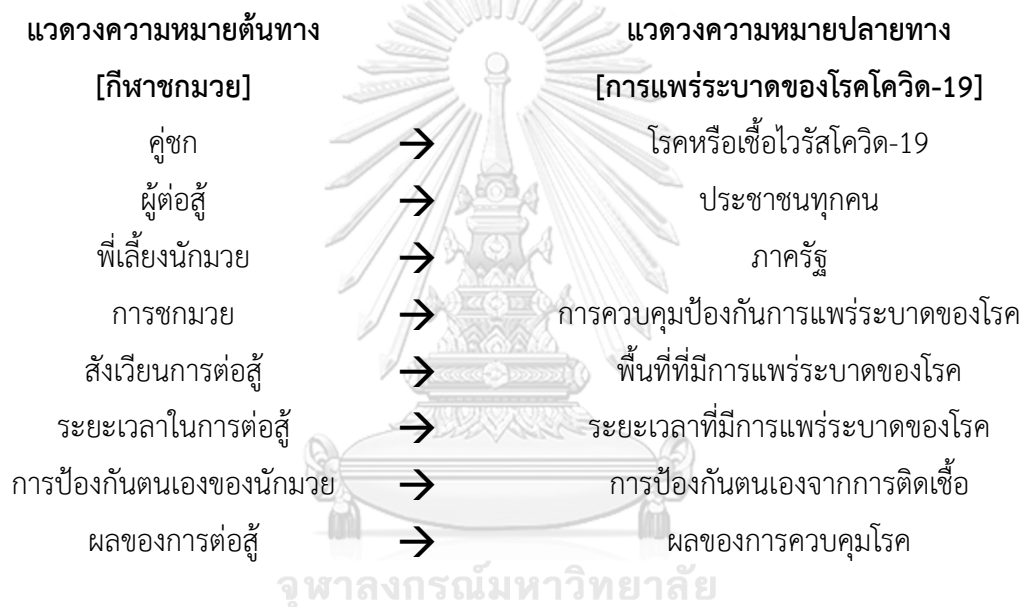 แวดวงความหมายต้นทาง แวดวงความหมายปลายทาง
[กีฬาชกมวย] [การแพร่ระบาดของโรคโควิด-19]
คู่ชก → โรคหรือเชื้อไวรัสโควิด-19
ผู้ต่อสู้ → ประชาชนทุกคน
พี่เลี้ยงนักมวย → ภาครัฐ
การชกมวย → การควบคุมป้องกันการแพร่ระบาดของโรค
สังเวียนการต่อสู้ → พื้นที่ที่มีการแพร่ระบาดของโรค
ระยะเวลาในการต่อสู้ → ระยะเวลาที่มีการแพร่ระบาดของโรค
การป้องกันตนเองของนักมวย → การป้องกันตนเองจากการติดเชื้อ
ผลของการต่อสู้ → ผลของการควบคุมโรค
จุฬาลงกรณ์มหาวิทยาลัย